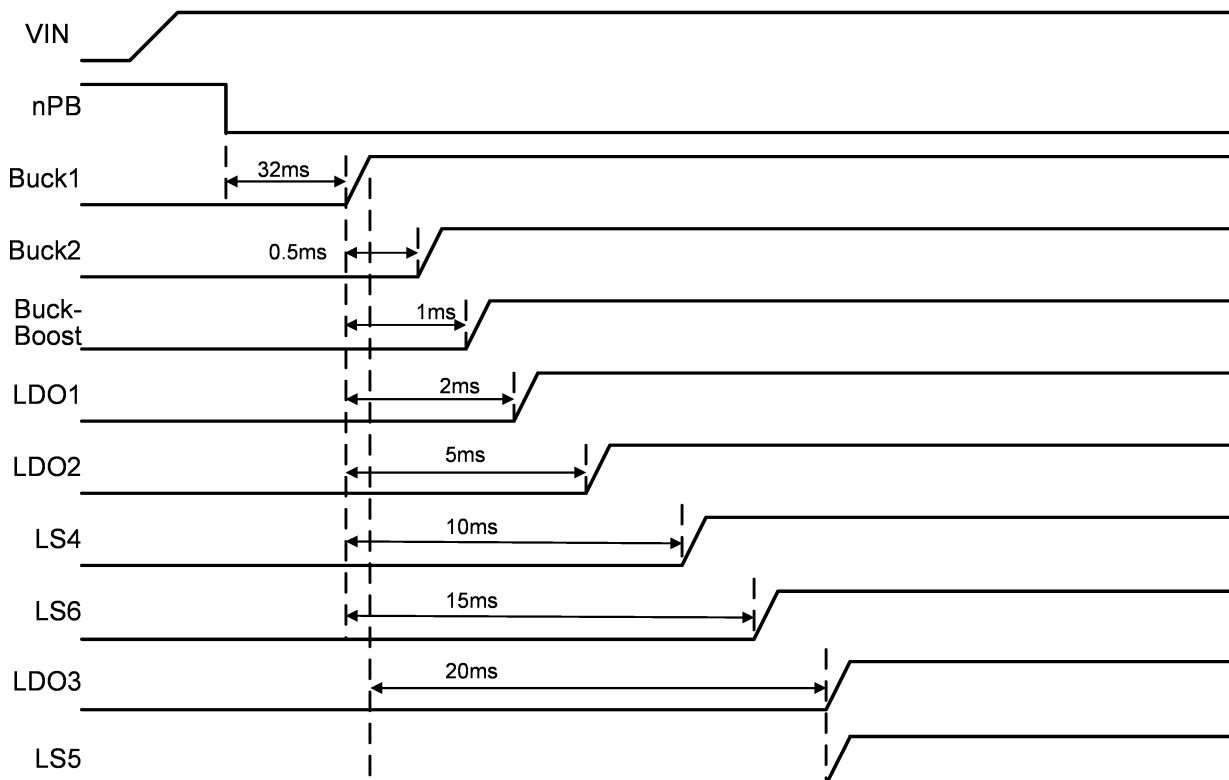 VIN
nPB
32ms
Buck1
Buck2
0.5ms
Buck-
Boost
1ms
LDO1
2ms
LDO2
5ms
LS4
10ms
LS6
15ms
LDO3
20ms
LS5